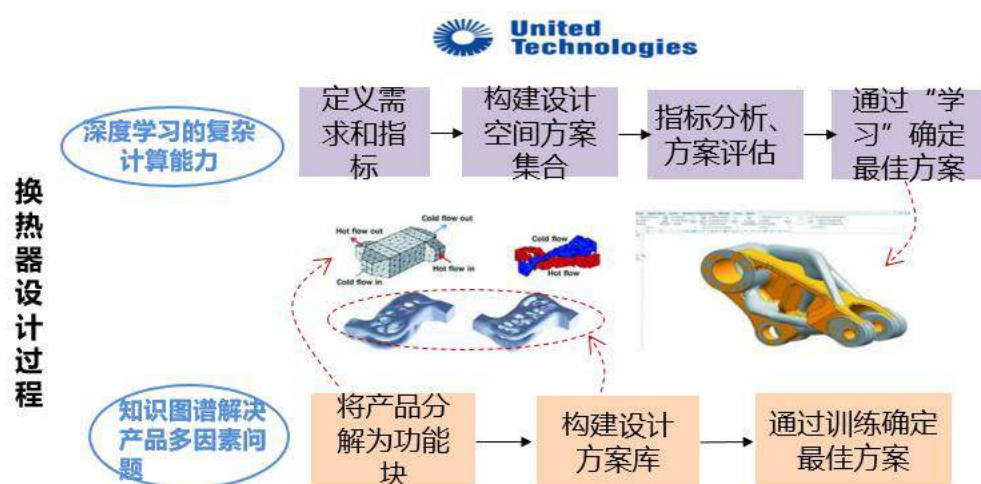 United
Technologies
深度学习的复杂
计算能力
定义需
求和指
标
构建设计
空间方案
集合
指标分析、
方案评估
通过“学
习”确定
最佳方案
换热器设计过程
Cold flow out
Hot flow out
Hot flow in
Cold flow in
Cold flow
Hot flow
知识图谱解决
产品多因素问
题
将产品分
解为功能
块
构建设计
方案库
通过训练确定
最佳方案